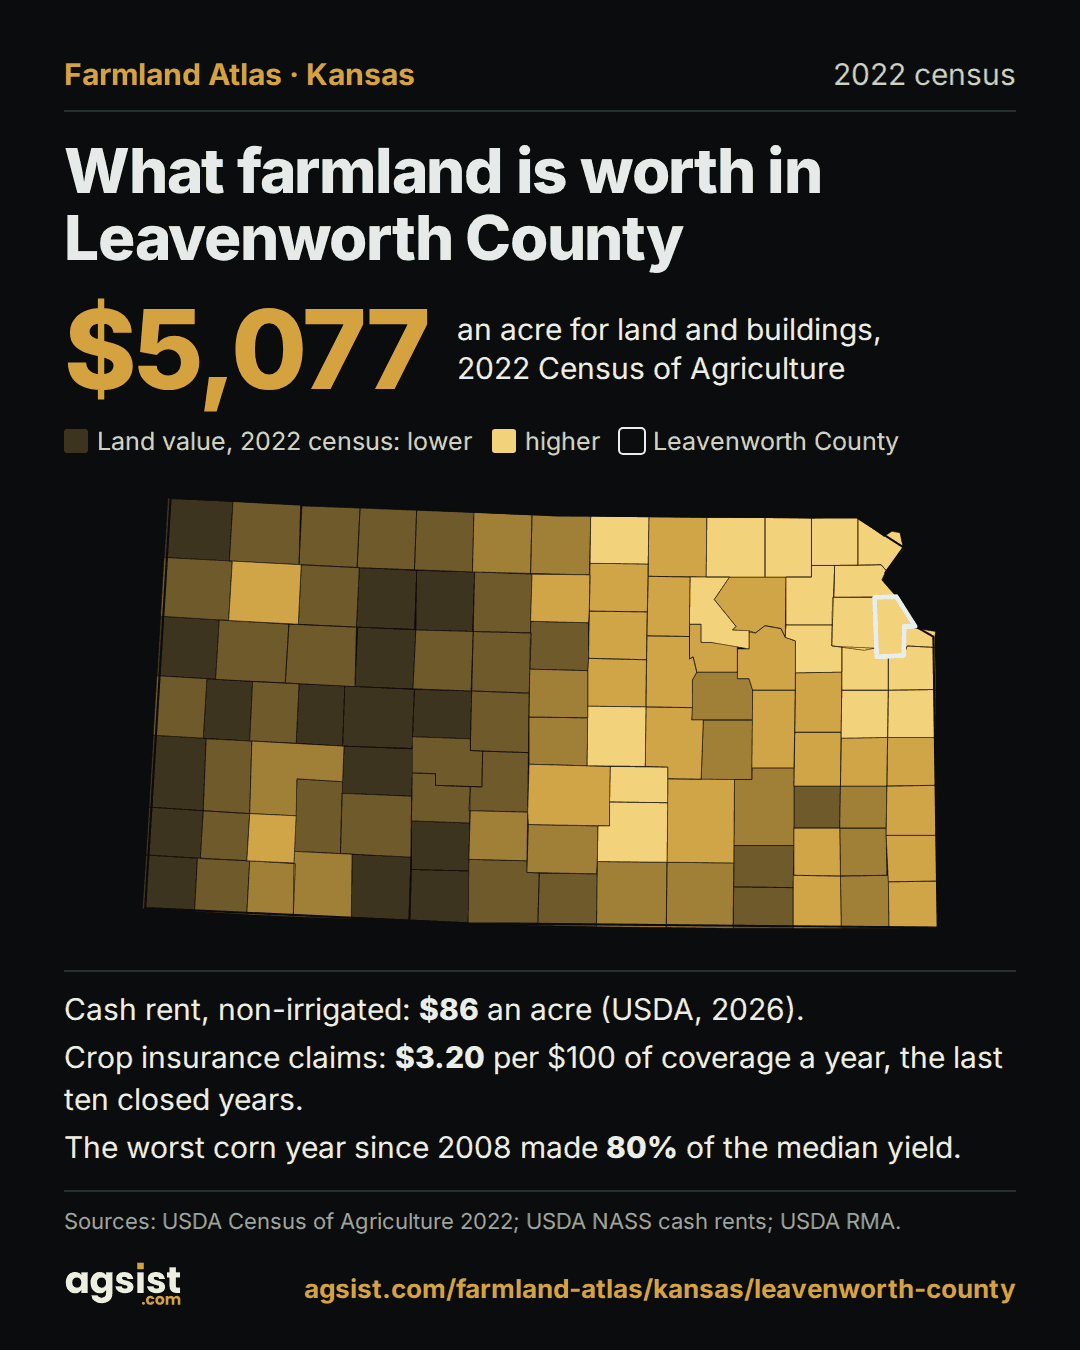 Farmland Atlas · Kansas
2022 census
What farmland is worth in
Leavenworth County
$5,077
an acre for land and buildings,
2022 Census of Agriculture
Land value, 2022 census: lower
higher
Leavenworth County
Cash rent, non-irrigated: $86 an acre (USDA, 2026).
Crop insurance claims: $3.20 per $100 of coverage a year, the last
ten closed years.
The worst corn year since 2008 made 80% of the median yield.
Sources: USDA Census of Agriculture 2022; USDA NASS cash rents; USDA RMA.
agsist
.com
agsist.com/farmland-atlas/kansas/leavenworth-county